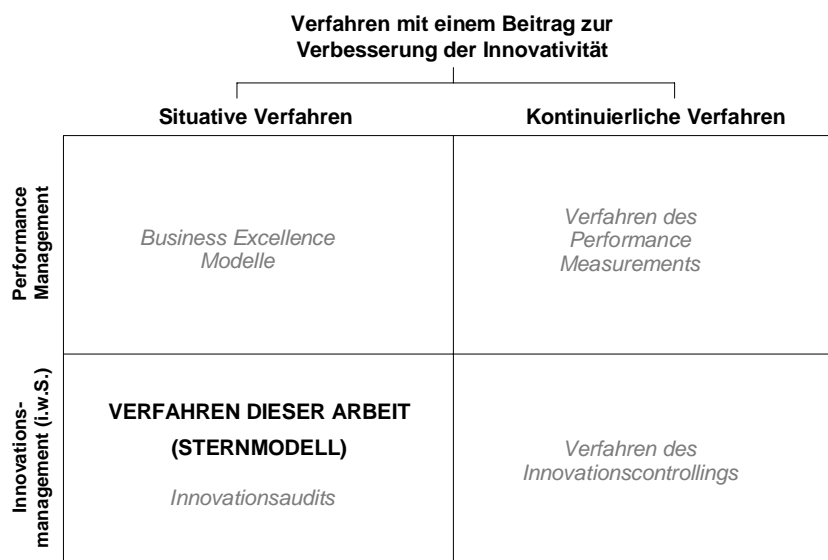 Verfahren mit einem Beitrag zur
Verbesserung der Innovativität
Situative Verfahren
Kontinuierliche Verfahren
Performance
Management
Business Excellence
Modelle
Verfahren des
Performance
Measurements
Innovations-
management (i.w.S.)
VERFAHREN DIESER ARBEIT
(STERNMODELL)
Innovationsaudits
Verfahren des
Innovationscontrollings